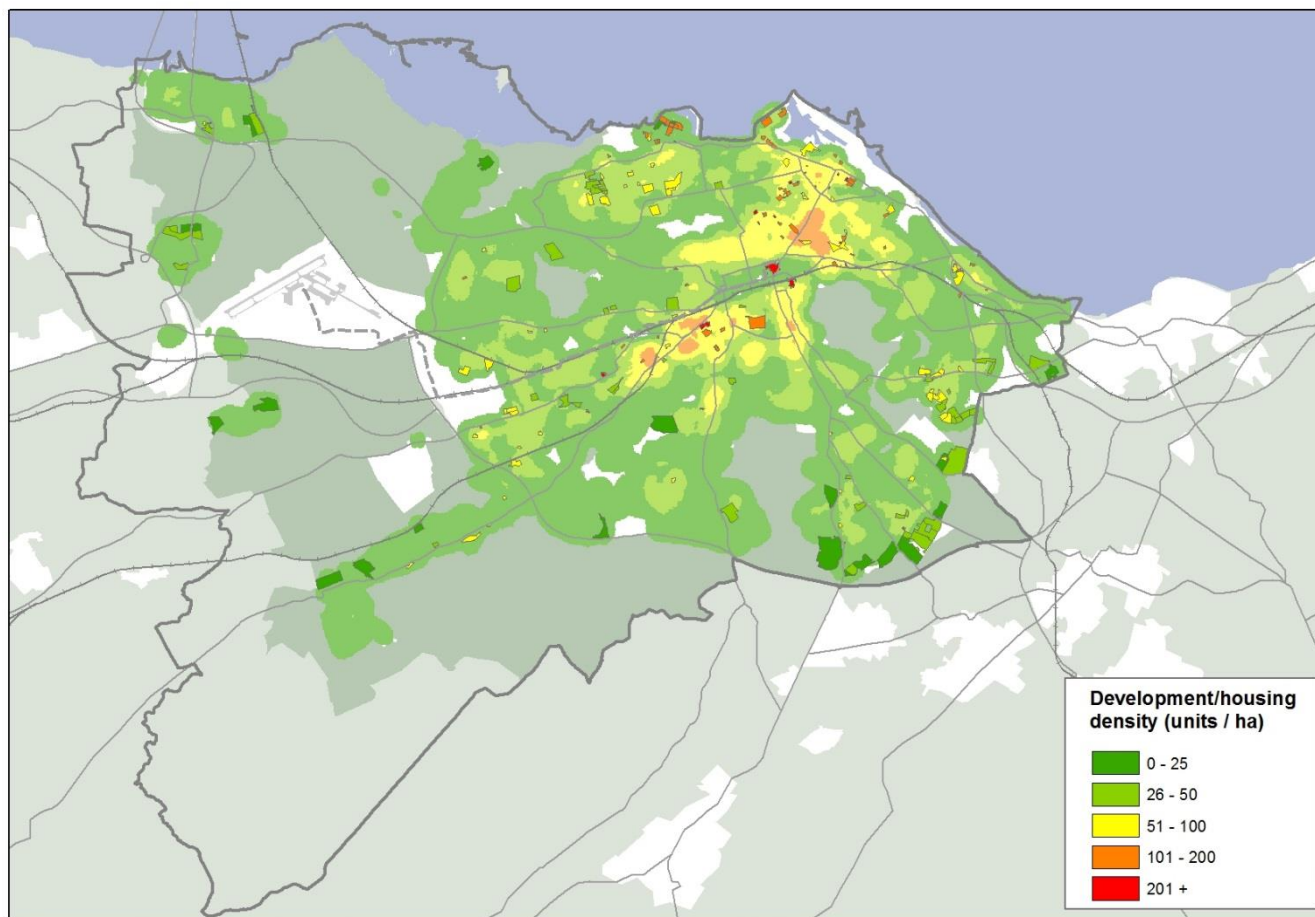 Development/housing
density (units / ha)
0 - 25
26 - 50
51 - 100
101 - 200
201 +